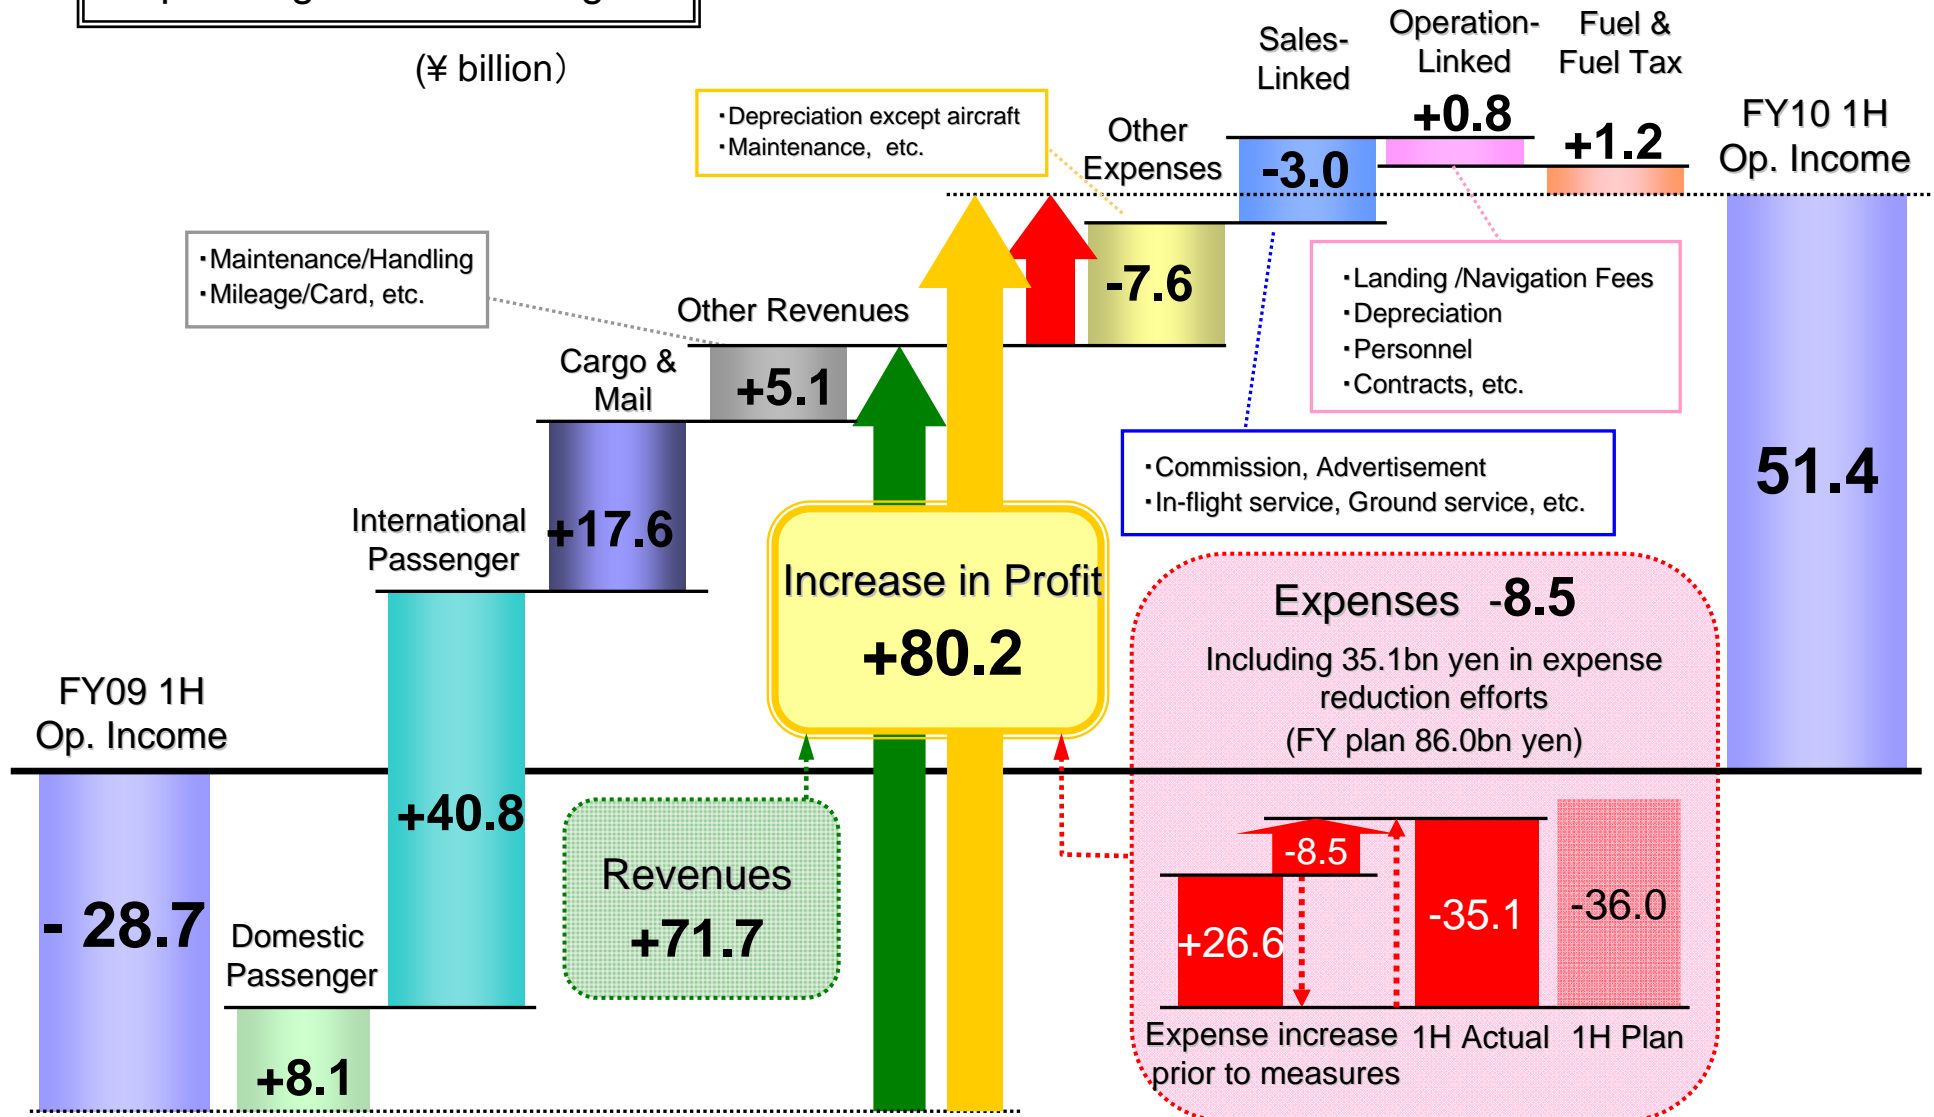 (¥ billion）
Sales-
Linked
Operation-
Linked
+0.8
Fuel &
Fuel Tax
+1.2
FY10 1H
Op. Income
・Depreciation except aircraft
・Maintenance, etc.
Other
Expenses
-3.0
-7.6
・Maintenance/Handling
・Mileage/Card, etc.
Other Revenues
・Landing /Navigation Fees
・Depreciation
・Personnel
・Contracts, etc.
Cargo &
Mail
+5.1
・Commission, Advertisement
・In-flight service, Ground service, etc.
51.4
International
Passenger
+17.6
Increase in Profit
+80.2
Expenses -8.5
Including 35.1bn yen in expense
reduction efforts
(FY plan 86.0bn yen)
FY09 1H
Op. Income
+40.8
- 28.7
Domestic
Passenger
+8.1
Revenues
+71.7
-8.5
+26.6
-35.1
-36.0
Expense increase
prior to measures
1H Actual
1H Plan